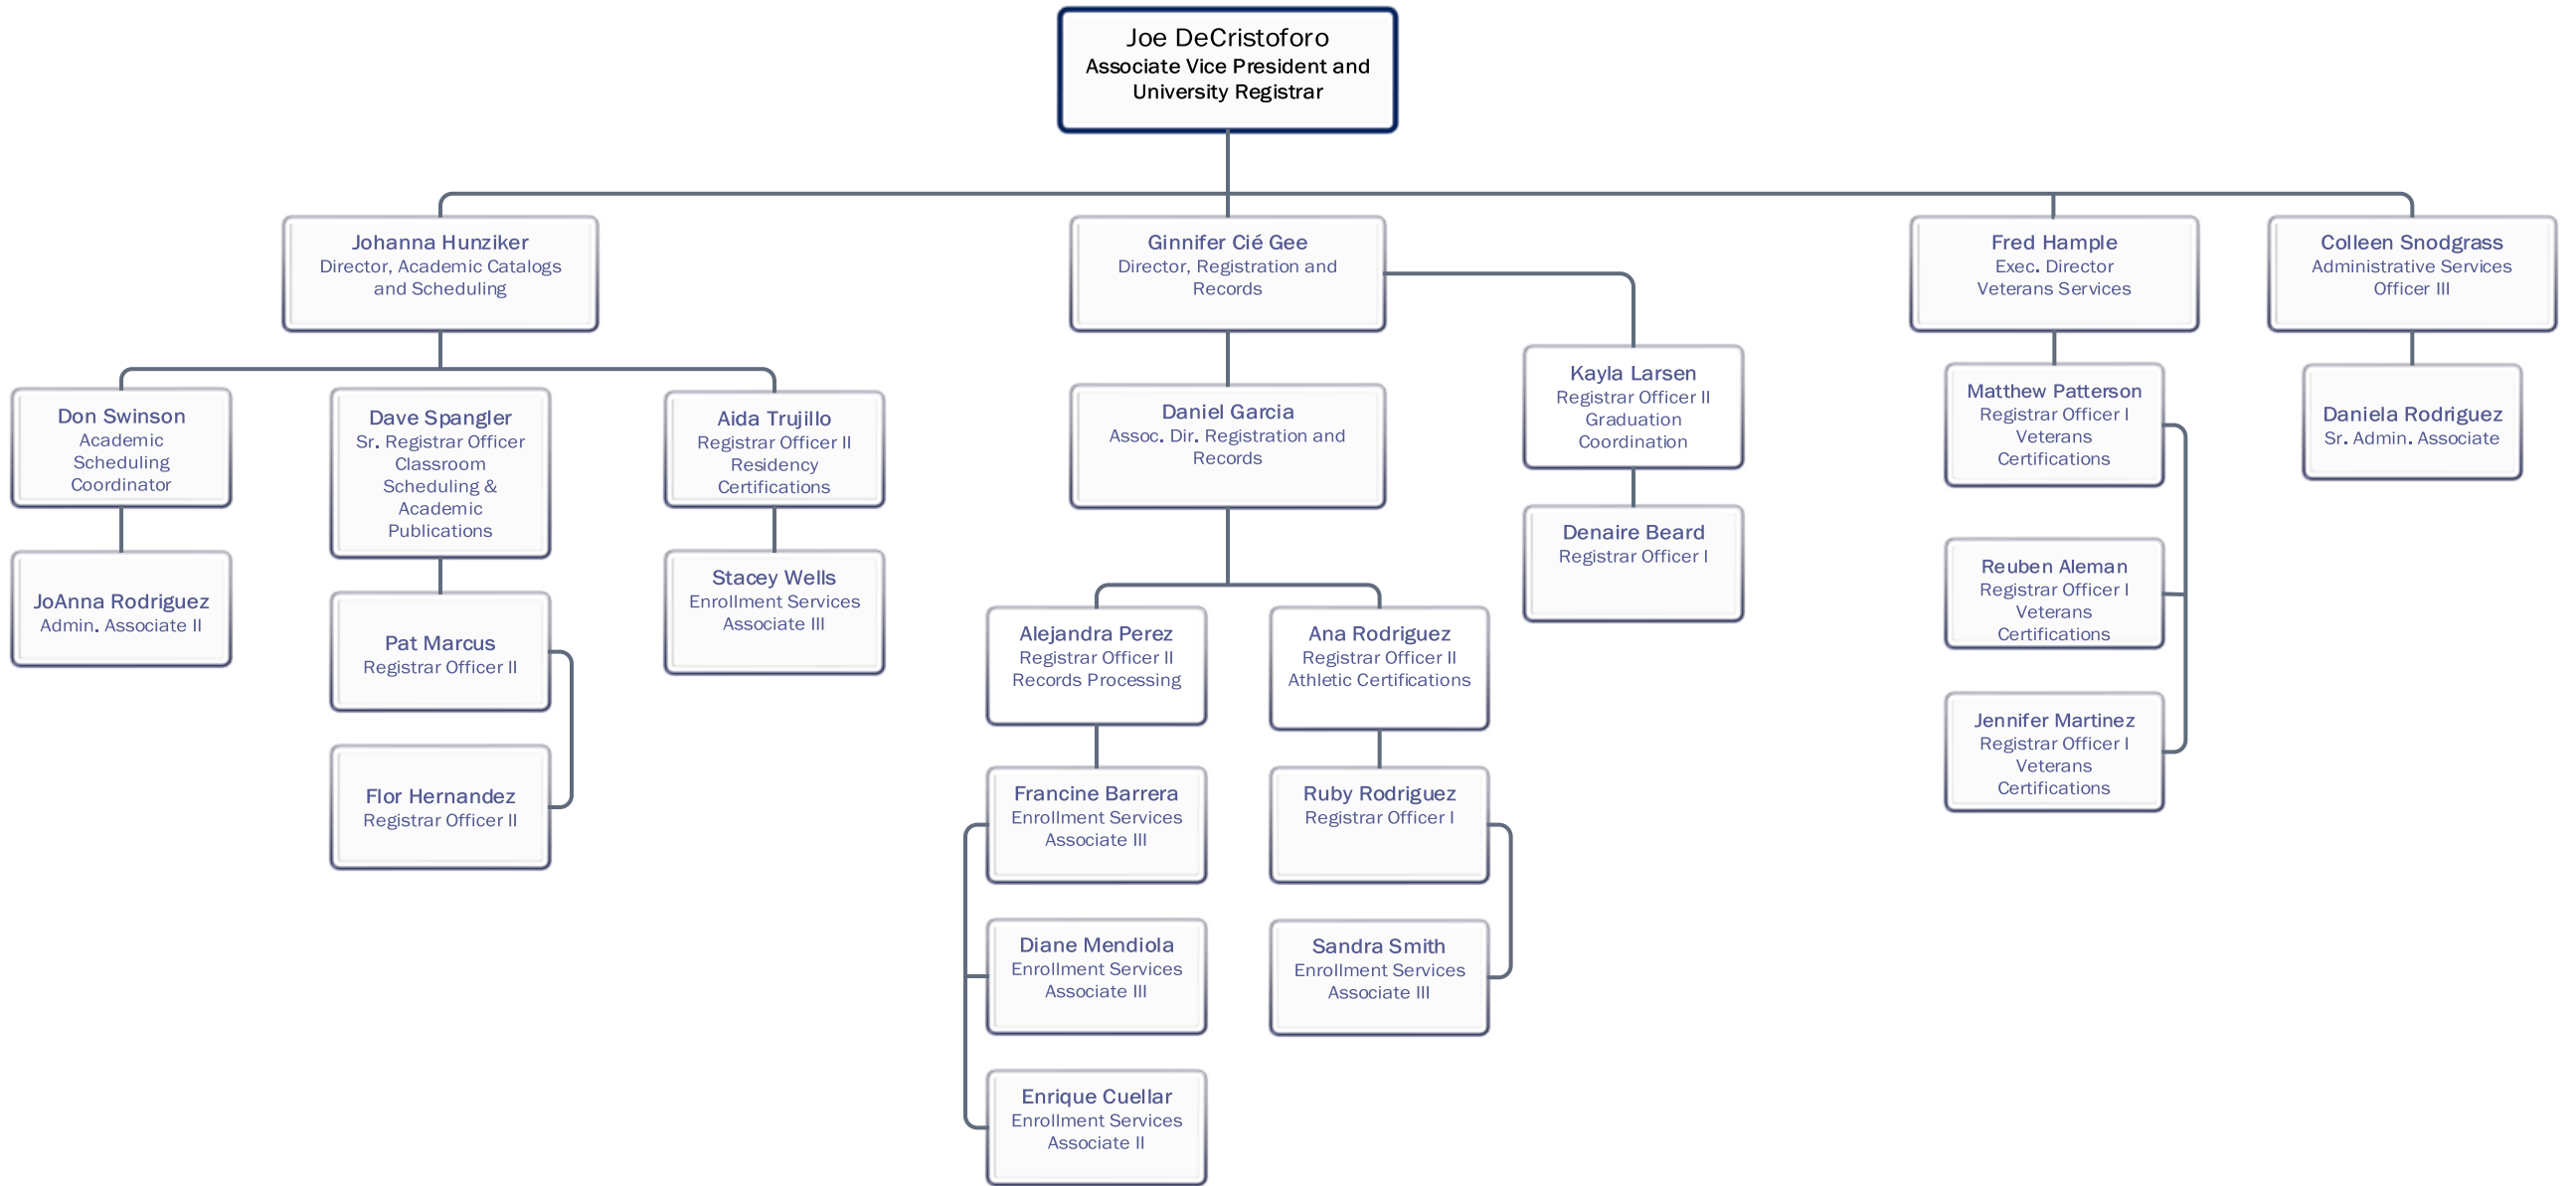 Joe DeCristoforo
Associate Vice President and
University Registrar
Johanna Hunziker
Director, Academic Catalogs
and Scheduling
Ginnifer Cié Gee
Director, Registration and
Records
Fred Hample
Exec. Director
Veterans Services
Colleen Snodgrass
Administrative Services
Officer III
Don Swinson
Academic
Scheduling
Coordinator
Dave Spangler
Sr. Registrar Officer
Classroom
Scheduling &
Academic
Publications
Aida Trujillo
Registrar Officer II
Residency
Certifications
Daniel Garcia
Assoc. Dir. Registration and
Records
Kayla Larsen
Registrar Officer II
Graduation
Coordination
Matthew Patterson
Registrar Officer I
Veterans
Certifications
Daniela Rodriguez
Sr. Admin. Associate
JoAnna Rodriguez
Admin. Associate II
Pat Marcus
Registrar Officer II
Stacey Wells
Enrollment Services
Associate III
Denaire Beard
Registrar Officer I
Reuben Aleman
Registrar Officer I
Veterans
Certifications
Alejandra Perez
Registrar Officer II
Records Processing
Ana Rodriguez
Registrar Officer II
Athletic Certifications
Jennifer Martinez
Registrar Officer I
Veterans
Certifications
Flor Hernandez
Registrar Officer II
Francine Barrera
Enrollment Services
Associate III
Ruby Rodriguez
Registrar Officer I
Diane Mendiola
Enrollment Services
Associate III
Sandra Smith
Enrollment Services
Associate III
Enrique Cuellar
Enrollment Services
Associate II